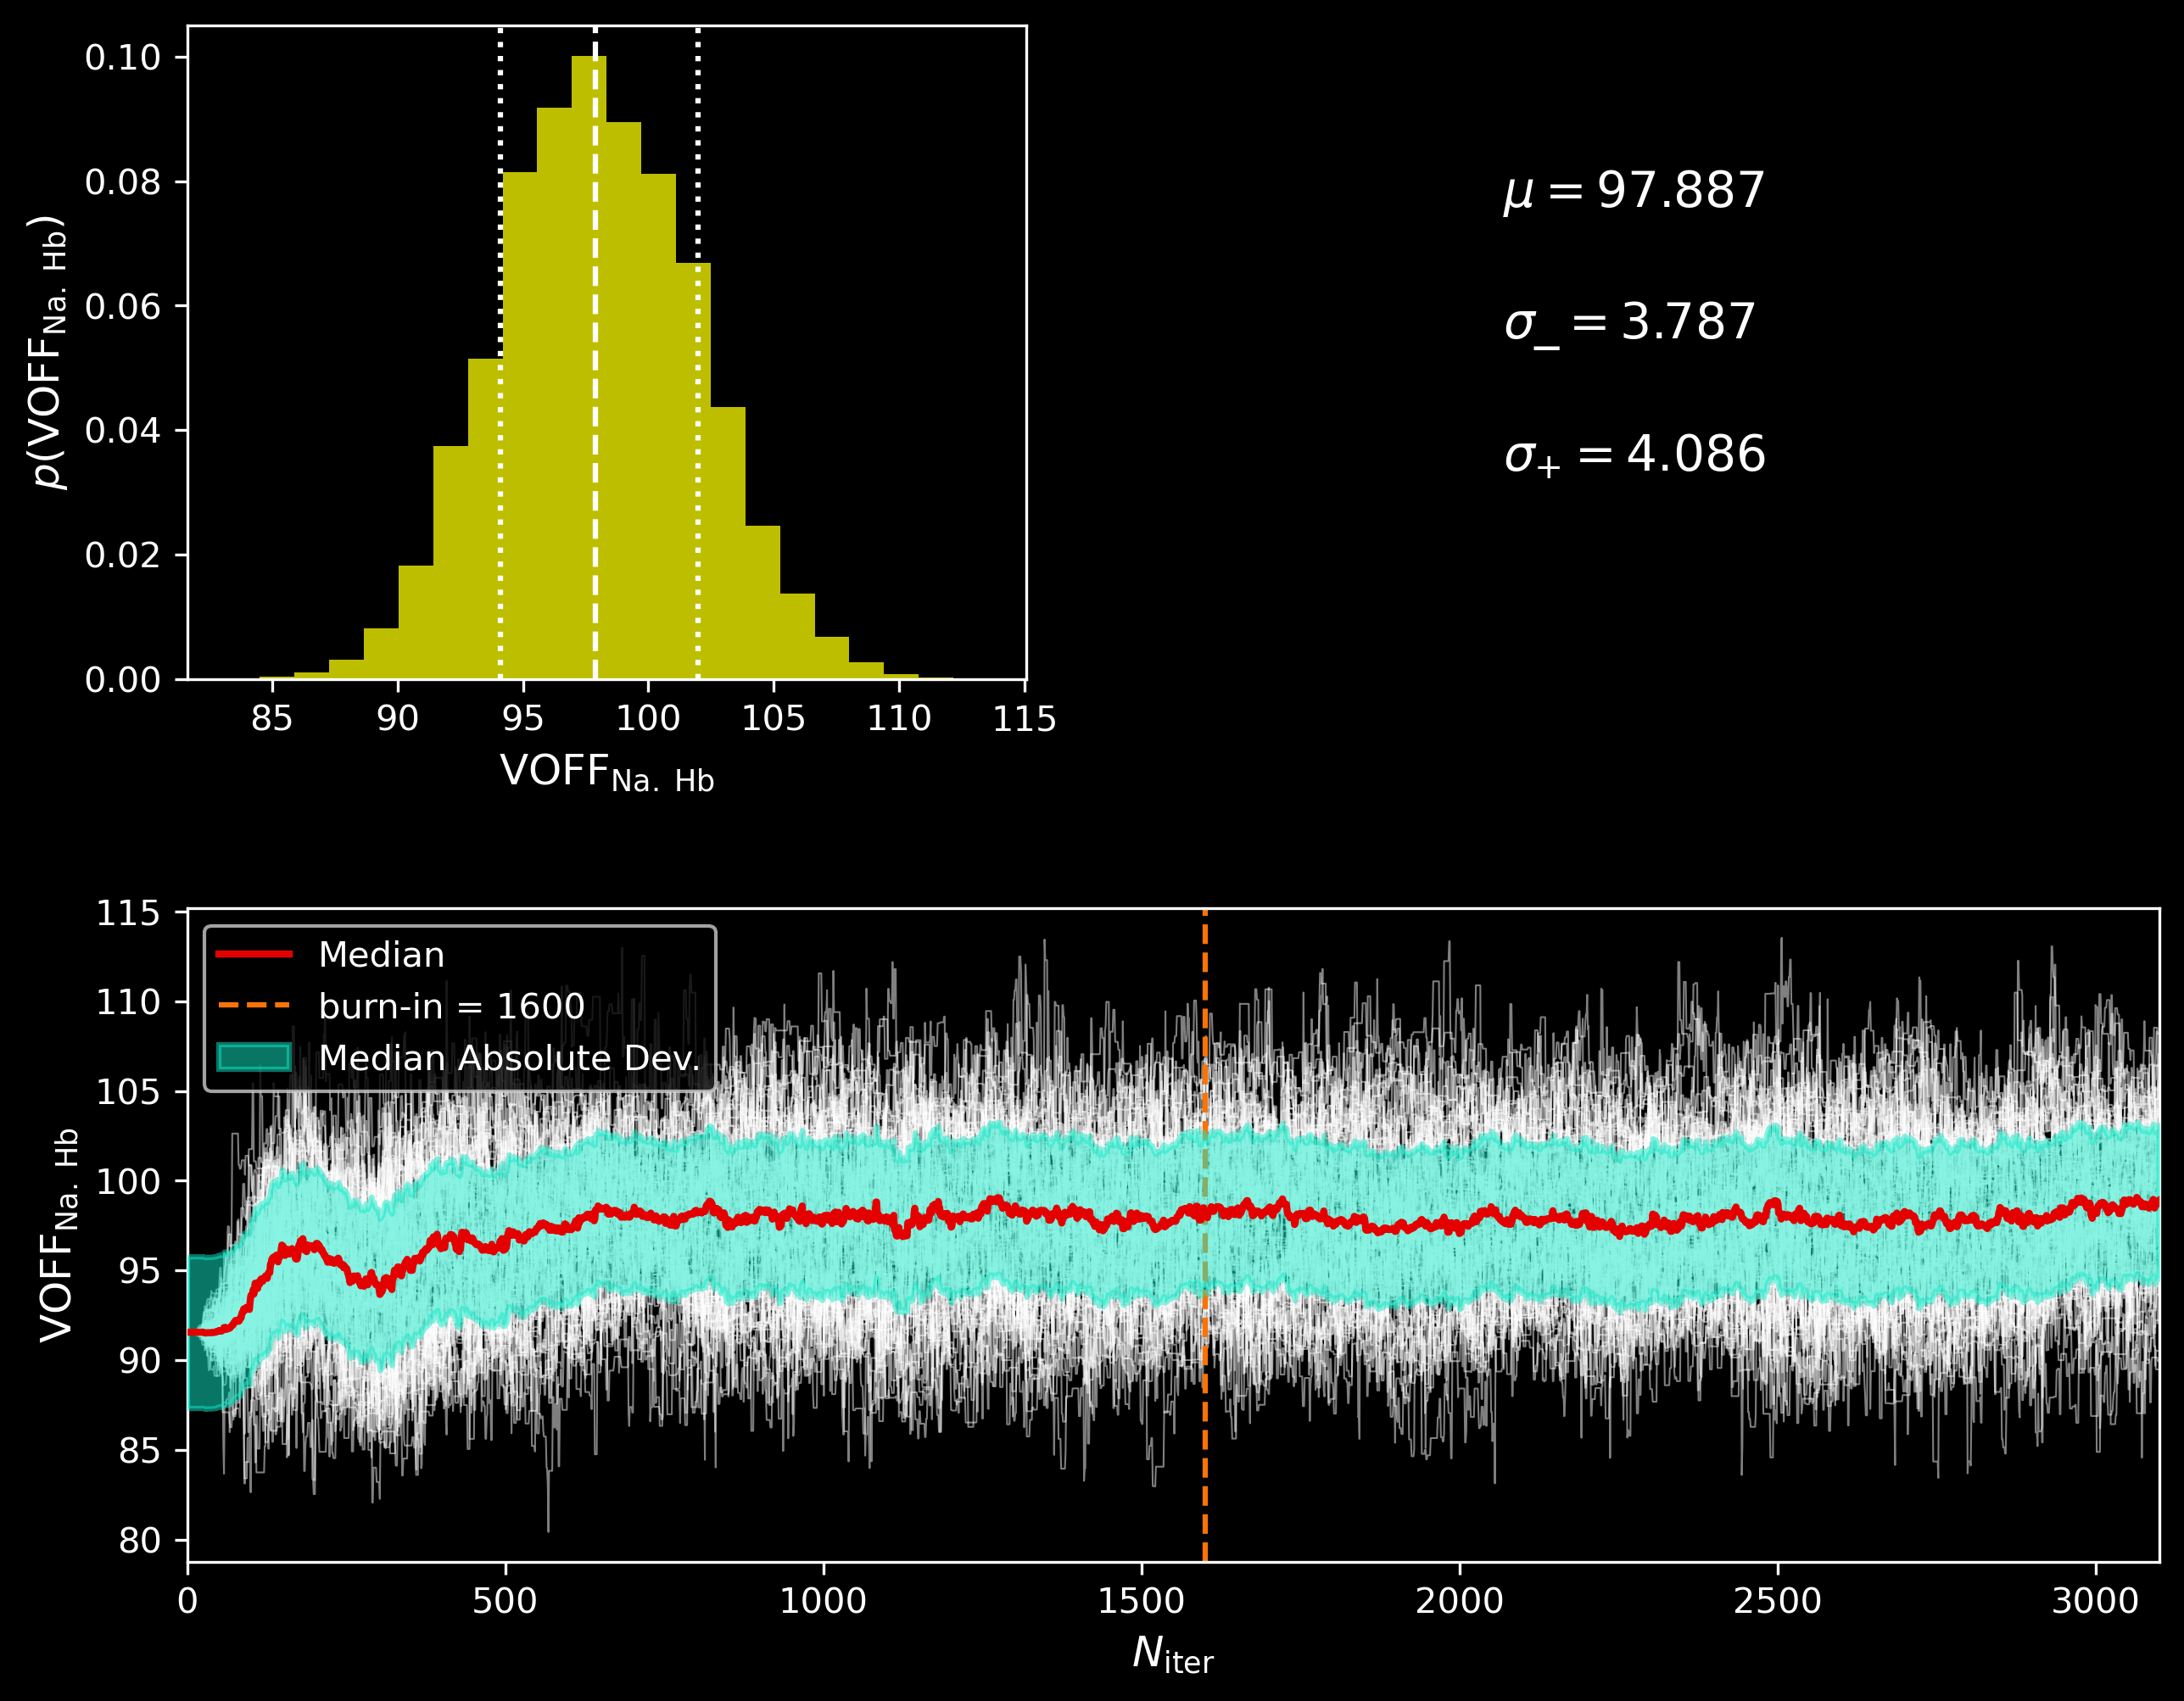 0.10
0.08
0.06
0.04
0.02
0.00
p(VOFF_Na. Hb)
85 90 95 100 105 110 115
VOFF_Na. Hb
μ = 97.887
σ_− = 3.787
σ_+ = 4.086
115
110
105
100
95
90
85
80
VOFF_Na. Hb
Median
burn-in = 1600
Median Absolute Dev.
0 500 1000 1500 2000 2500 3000
N_iter